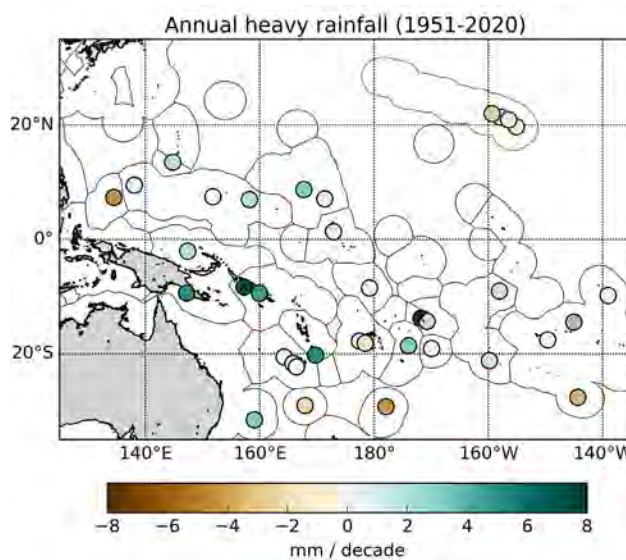 Annual heavy rainfall (1951-2020)
20°N
0°
20°S
140°E 160°E 180° 160°W 140°W
−8 −6 −4 −2 0 2 4 6 8
mm / decade